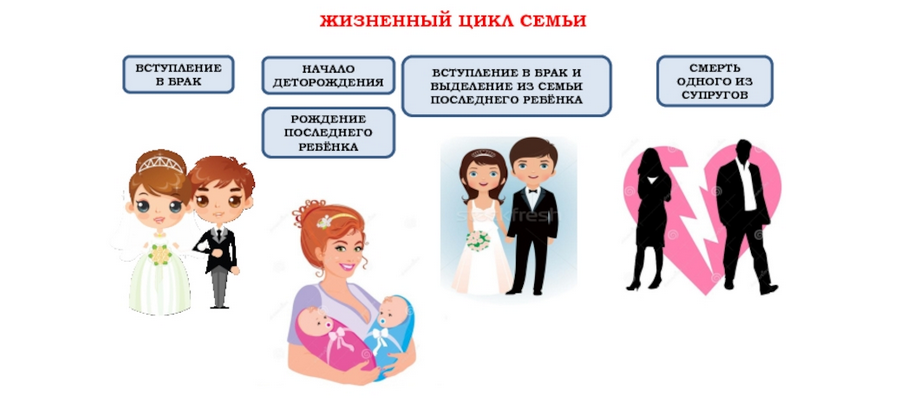 ЖИЗНЕННЫЙ ЦИКЛ СЕМЬИ
ВСТУПЛЕНИЕ
В БРАК
НАЧАЛО
ДЕТОРОЖДЕНИЯ
РОЖДЕНИЕ
ПОСЛЕДНЕГО
РЕБЁНКА
ВСТУПЛЕНИЕ В БРАК И
ВЫДЕЛЕНИЕ ИЗ СЕМЬИ
ПОСЛЕДНЕГО РЕБЁНКА
СМЕРТЬ
ОДНОГО ИЗ
СУПРУГОВ